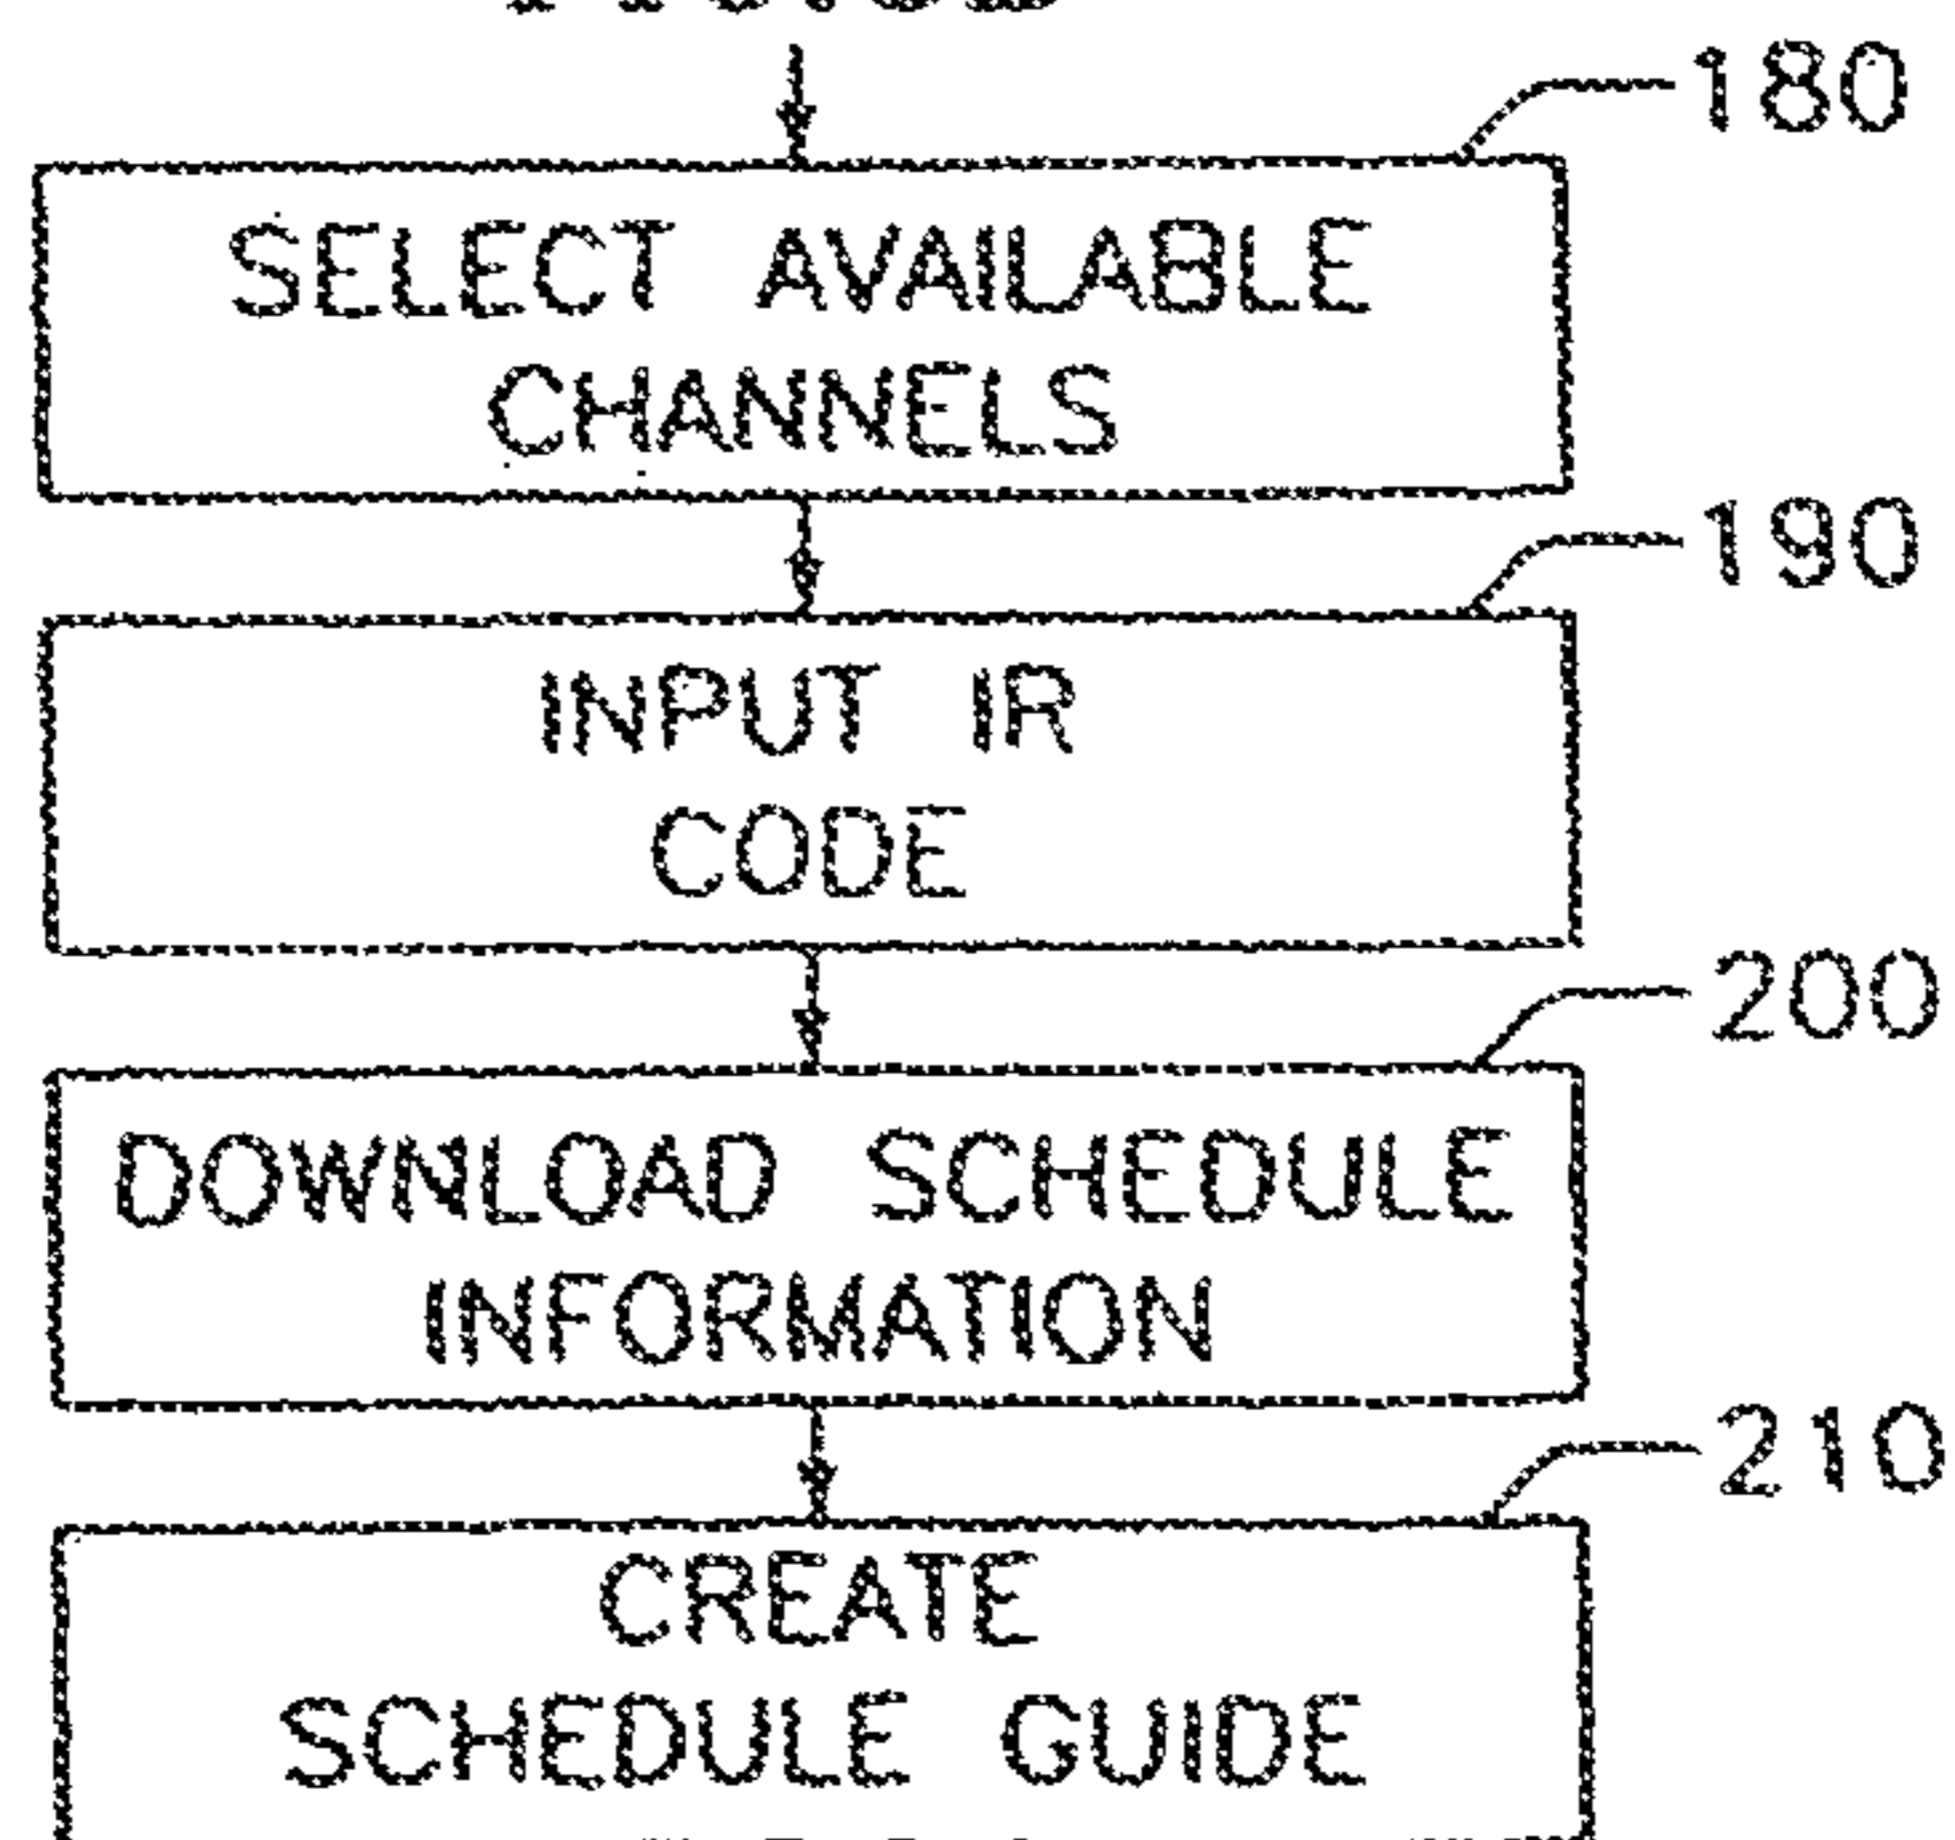 180
SELECT AVAILABLE
CHANNELS
190
INPUT IR
CODE
200
DOWNLOAD SCHEDULE
INFORMATION
210
CREATE
SCHEDULE GUIDE